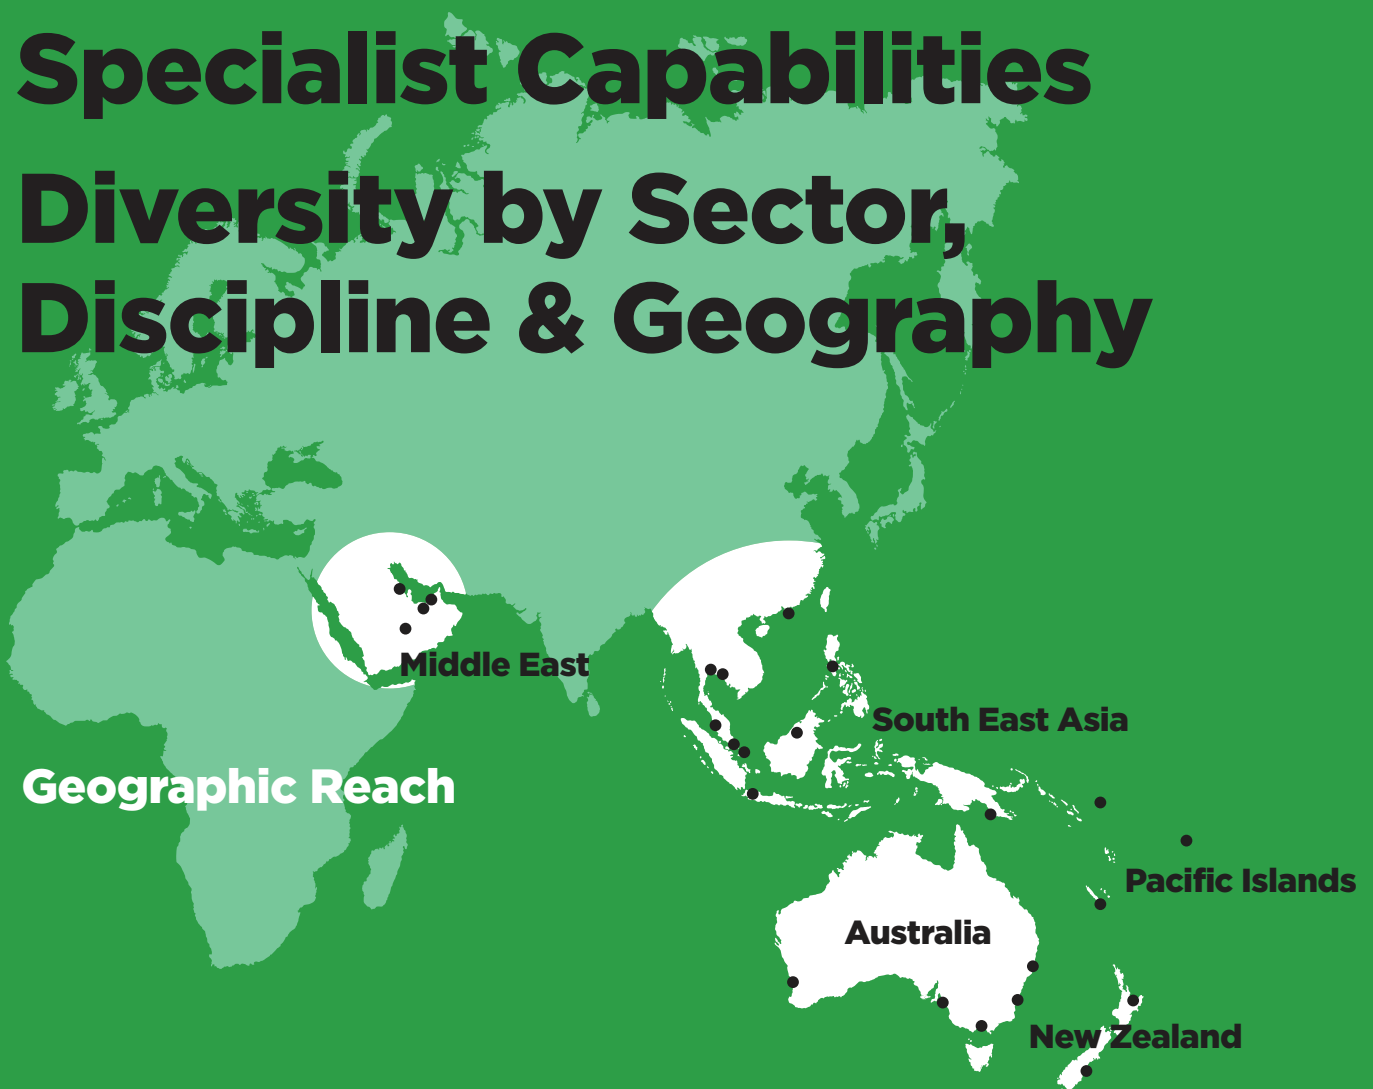 Specialist Capabilities
Diversity by Sector,
Discipline & Geography
Middle East
South East Asia
Geographic Reach
Pacific Islands
Australia
New Zealand